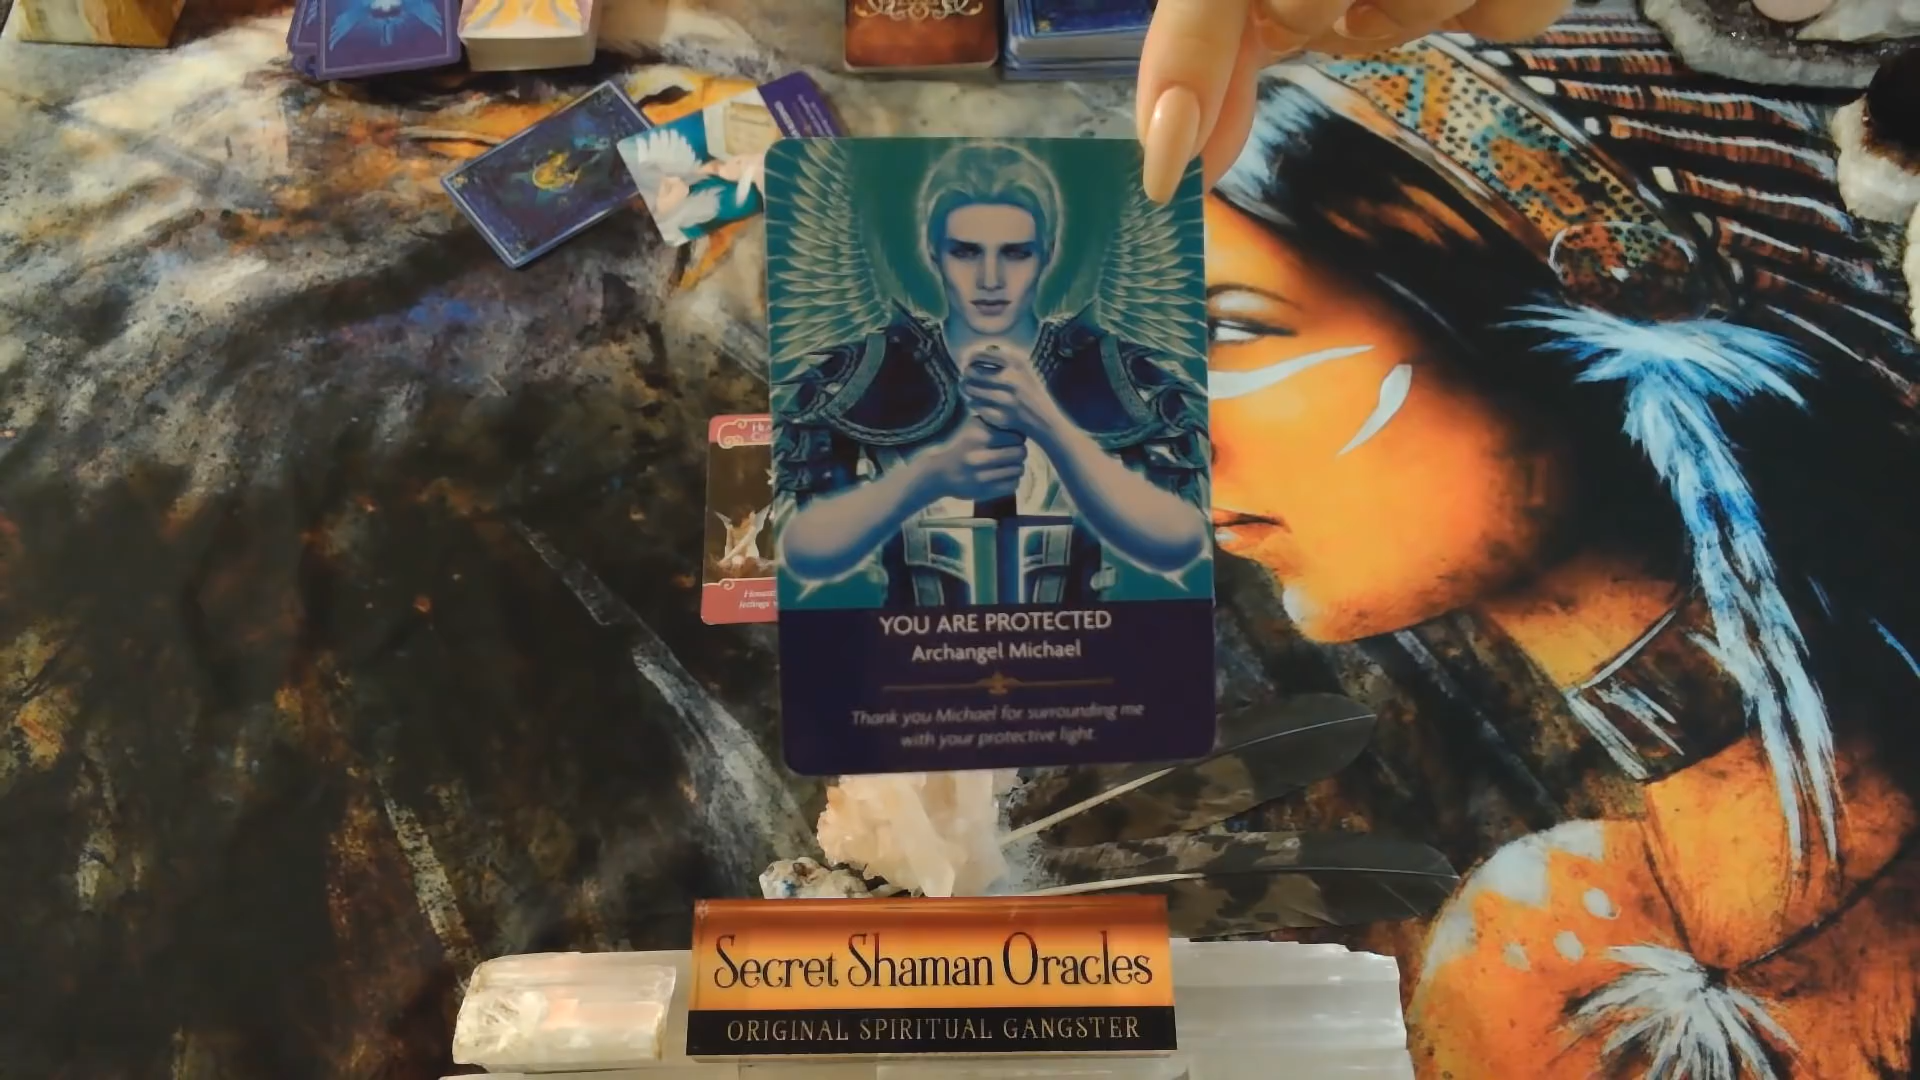 YOU ARE PROTECTED
Archangel Michael
Thank you Michael for surrounding me
with your protective light.
Secret Shaman Oracles
ORIGINAL SPIRITUAL GANGSTER